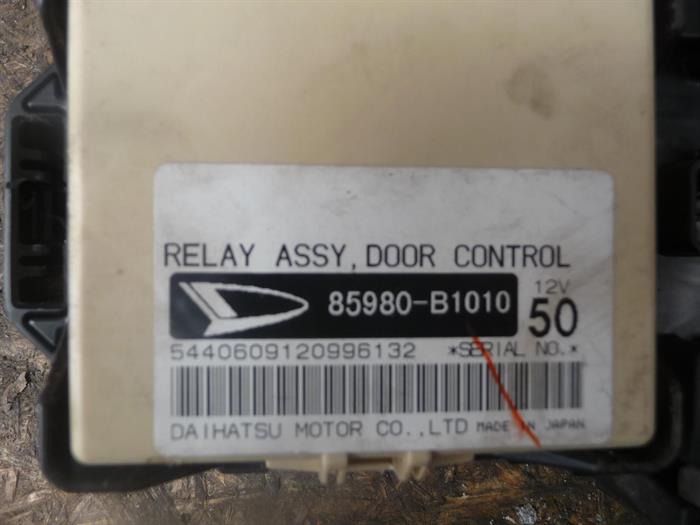 RELAY ASSY, DOOR CONTROL
85980-B1010 12V 50
5440609120996132 *SERIAL NO.*
DAIHATSU MOTOR CO.,LTD MADE IN JAPAN